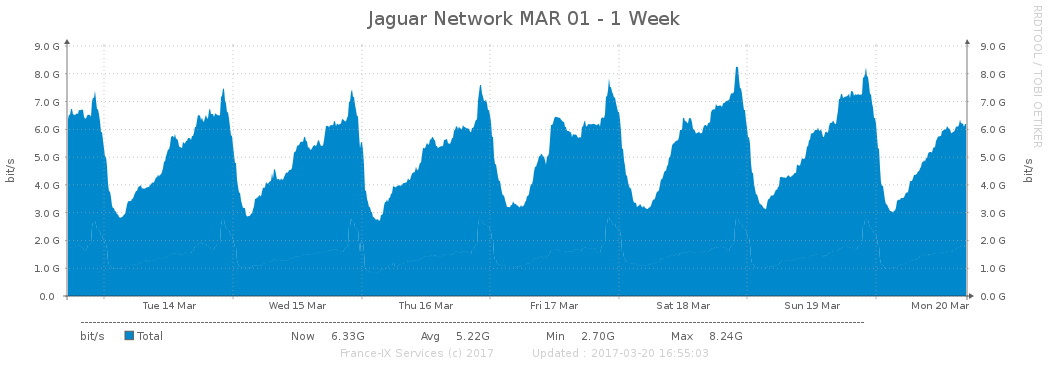 Jaguar Network MAR 01 - 1 Week
RRDTOOL / TOBI OETIKER
9.0 G 9.0 G
8.0 G 8.0 G
7.0 G 7.0 G
6.0 G 6.0 G
5.0 G 5.0 G
4.0 G 4.0 G
3.0 G 3.0 G
2.0 G 2.0 G
1.0 G 1.0 G
0.0 0.0 G
bit/s
bit/s
Tue 14 Mar Wed 15 Mar Thu 16 Mar Fri 17 Mar Sat 18 Mar Sun 19 Mar Mon 20 Mar
bit/s Total Now 6.33G Avg 5.22G Min 2.70G Max 8.24G
France-IX Services (c) 2017 Updated : 2017-03-20 16:55:03